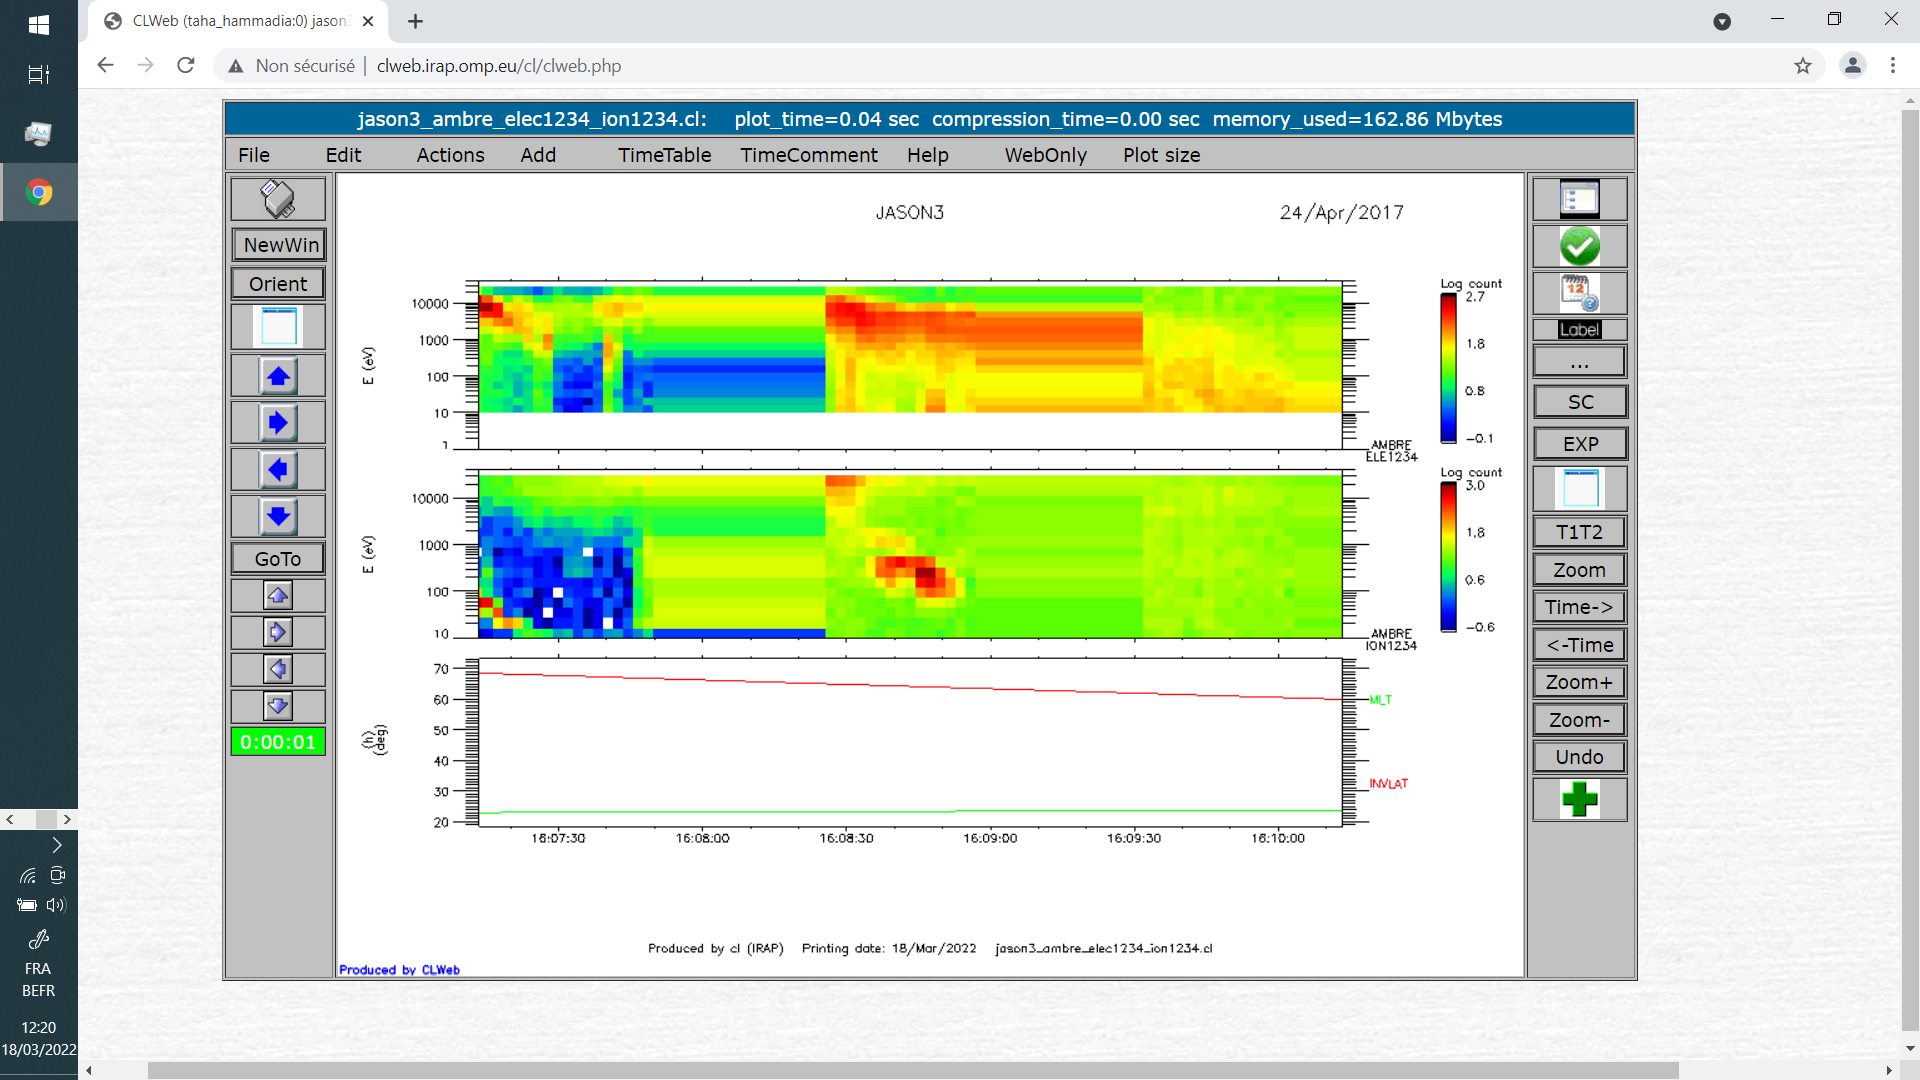 CLWeb (taha_hammadia:0) jason
Non sécurisé | clweb.irap.omp.eu/cl/clweb.php
jason3_ambre_elec1234_ion1234.cl: plot_time=0.04 sec compression_time=0.00 sec memory_used=162.86 Mbytes
File Edit Actions Add TimeTable TimeComment Help WebOnly Plot size
NewWin
Orient
GoTo
0:00:01
JASON3 24/Apr/2017
E (eV)
10000
1000
100
10
1
Log count
2.7
1.8
0.8
-0.1
AMBRE
ELE1234
E (eV)
10000
1000
100
10
Log count
3.0
1.8
0.6
-0.6
AMBRE
ION1234
(h)
(deg)
70
60
50
40
30
20
MLT
INVLAT
16:07:30 16:08:00 16:08:30 16:09:00 16:09:30 16:10:00
Produced by cl (IRAP) Printing date: 18/Mar/2022 jason3_ambre_elec1234_ion1234.cl
Produced by CLWeb
12
Label
...
SC
EXP
T1T2
Zoom
Time->
<-Time
Zoom+
Zoom-
Undo
FRA
BEFR
12:20
18/03/2022